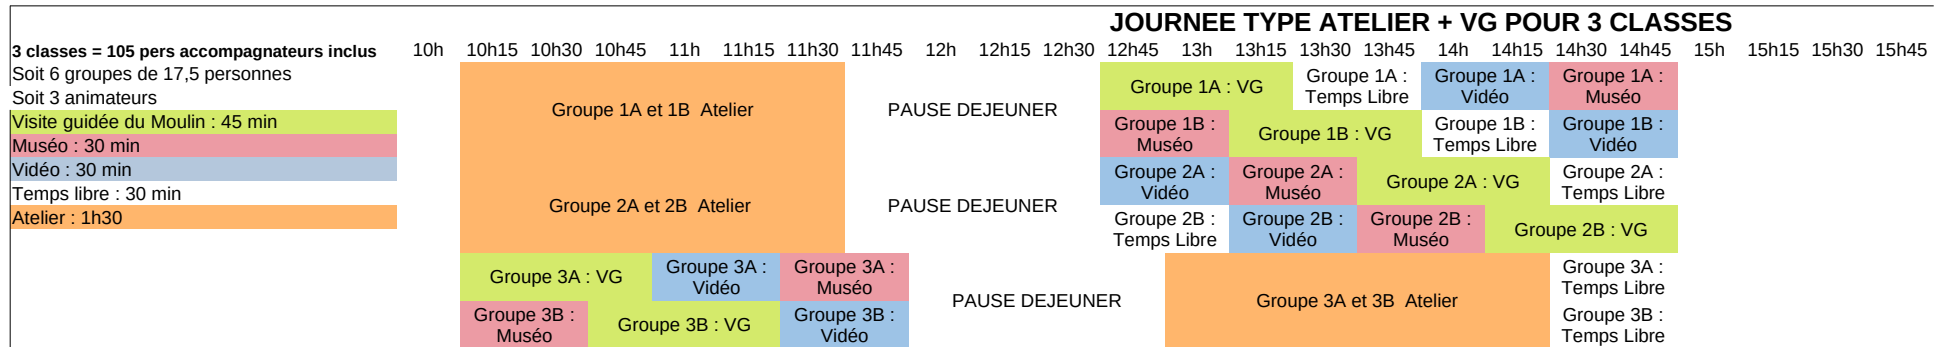 JOURNEE TYPE ATELIER + VG POUR 3 CLASSES
3 classes = 105 pers accompagnateurs inclus 10h 10h15 10h30 10h45 11h 11h15 11h30 11h45 12h 12h15 12h30 12h45 13h 13h15 13h30 13h45 14h 14h15 14h30 14h45 15h 15h15 15h30 15h45
Soit 6 groupes de 17,5 personnes
Soit 3 animateurs
Visite guidée du Moulin : 45 min
Muséo : 30 min
Vidéo : 30 min
Temps libre : 30 min
Atelier : 1h30
Groupe 1A et 1B Atelier
PAUSE DEJEUNER
Groupe 1A : VG
Groupe 1A :
Temps Libre
Groupe 1A :
Vidéo
Groupe 1A :
Muséo
Groupe 1B :
Muséo
Groupe 1B : VG
Groupe 1B :
Temps Libre
Groupe 1B :
Vidéo
Groupe 2A et 2B Atelier
PAUSE DEJEUNER
Groupe 2A :
Vidéo
Groupe 2A :
Muséo
Groupe 2A : VG
Groupe 2A :
Temps Libre
Groupe 2B :
Temps Libre
Groupe 2B :
Vidéo
Groupe 2B :
Muséo
Groupe 2B : VG
Groupe 3A : VG
Groupe 3A :
Vidéo
Groupe 3A :
Muséo
PAUSE DEJEUNER
Groupe 3A et 3B Atelier
Groupe 3A :
Temps Libre
Groupe 3B :
Muséo
Groupe 3B : VG
Groupe 3B :
Vidéo
Groupe 3B :
Temps Libre